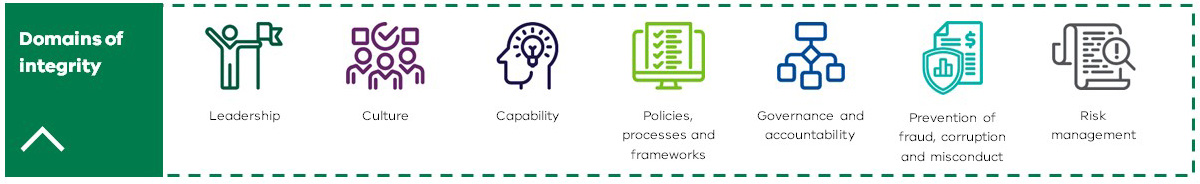 Domains of
integrity
Leadership
Culture
Capability
Policies,
processes and
frameworks
Governance and
accountability
$
Prevention of
fraud, corruption
and misconduct
Risk
management